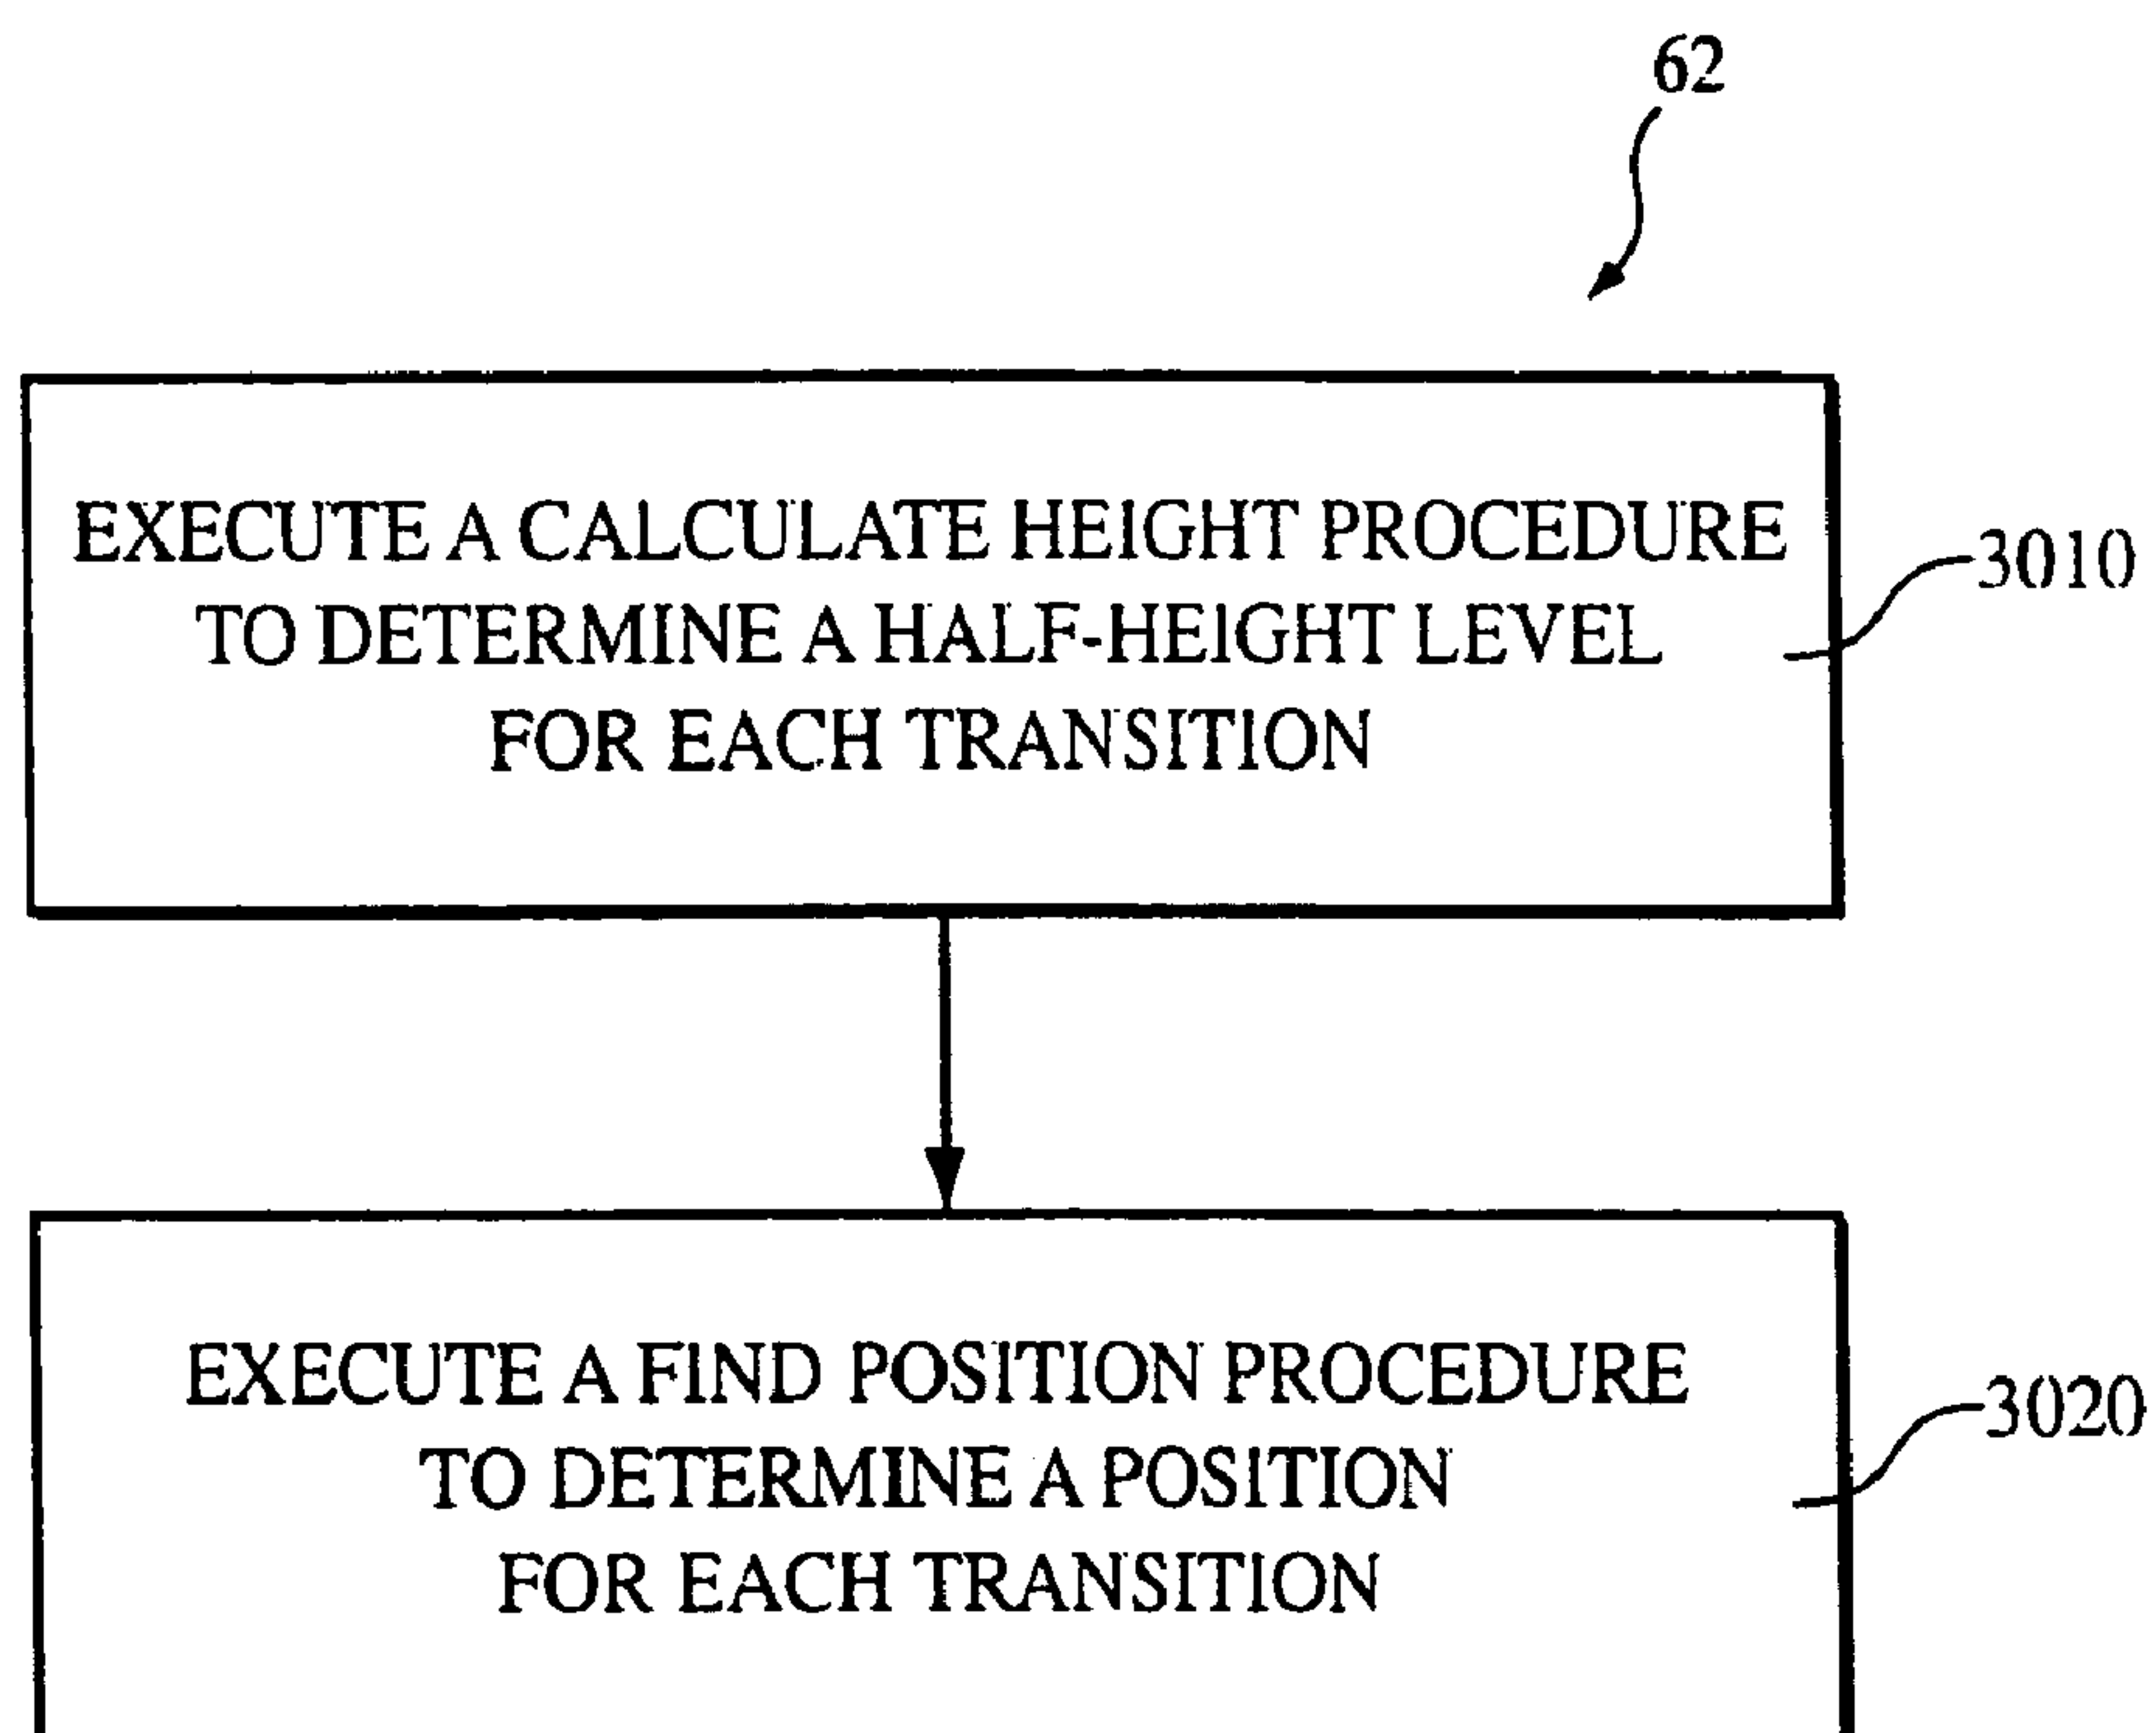 62
EXECUTE A CALCULATE HEIGHT PROCEDURE
TO DETERMINE A HALF-HEIGHT LEVEL
FOR EACH TRANSITION
3010
EXECUTE A FIND POSITION PROCEDURE
TO DETERMINE A POSITION
FOR EACH TRANSITION
3020